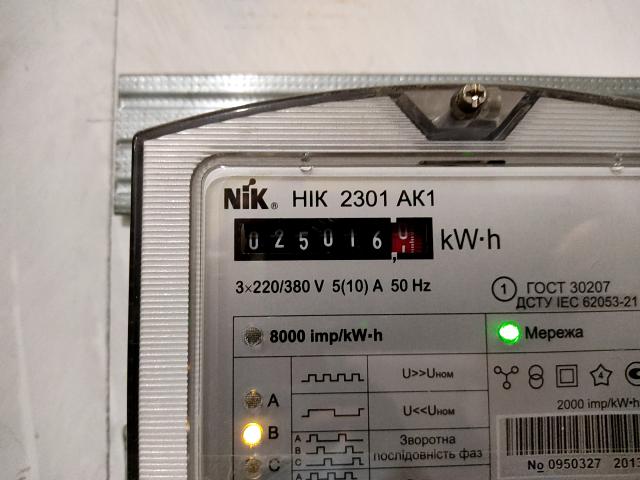 NiK ® НІК 2301 АК1
025016, kW·h
3×220/380 V 5(10) A 50 Hz
1 ГОСТ 30207
ДСТУ IEC 62053-21
8000 imp/kW·h
Мережа
U>>Uном
A
U<<Uном
4
2000 imp/kW·h
B
A
B
C
Зворотна
послідовність фаз
C
No 0950327 2013
A